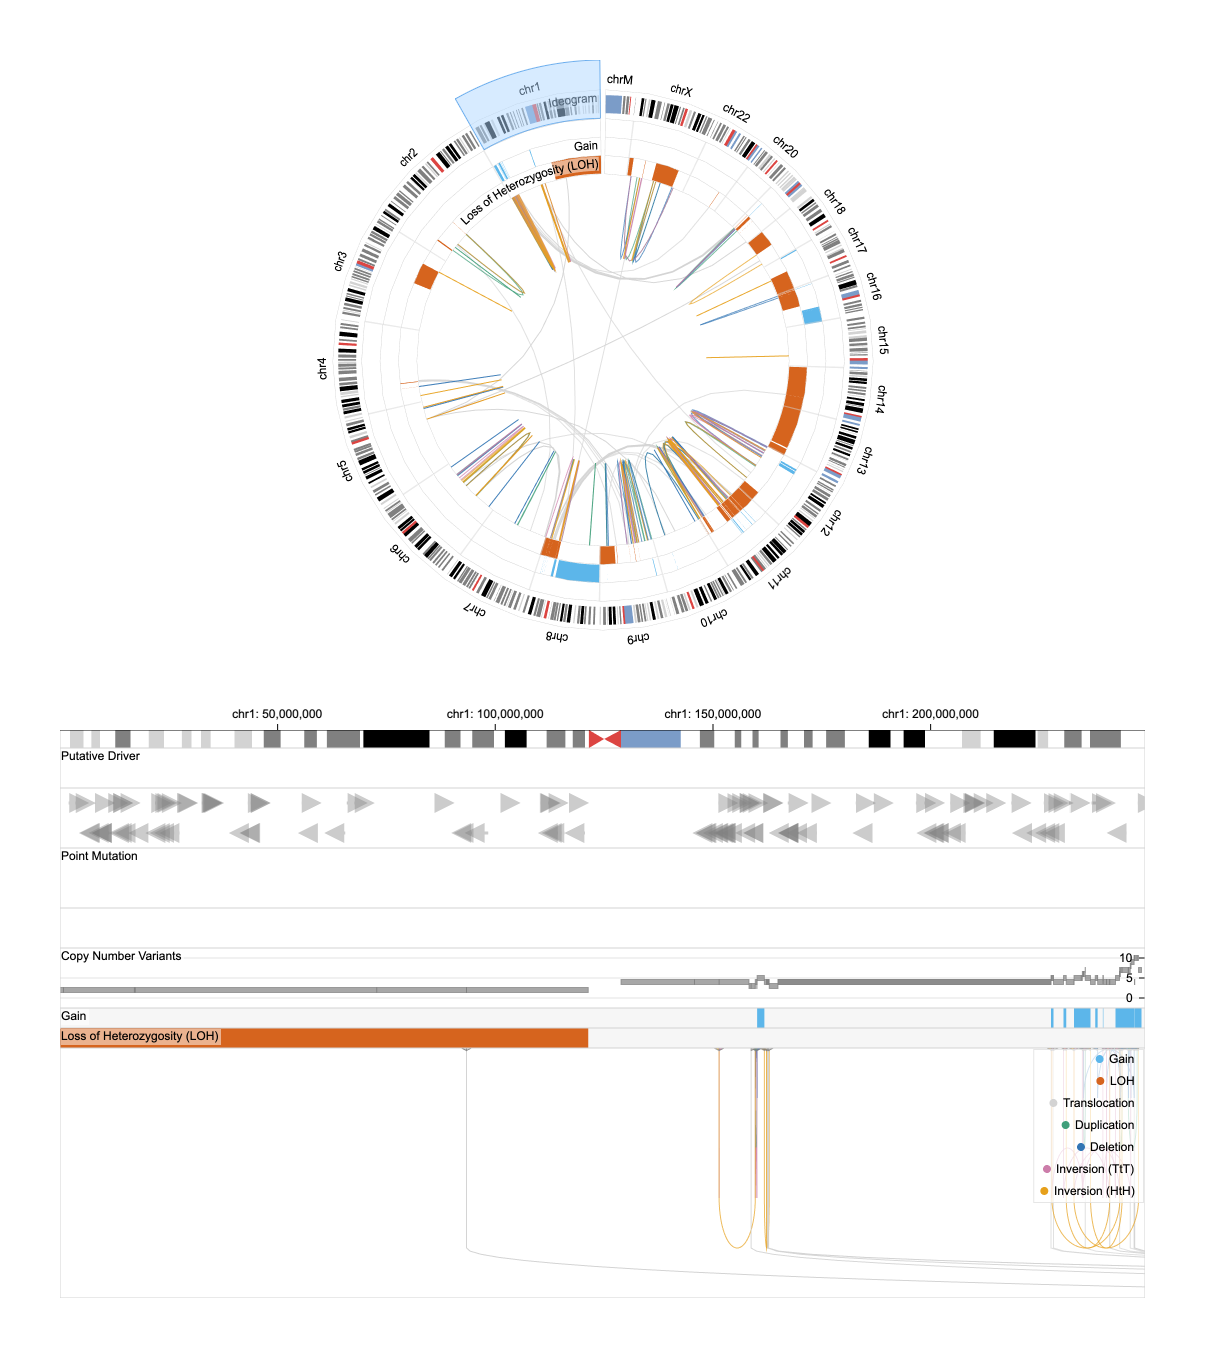 chr1
Ideogram
Gain
Loss of Heterozygosity (LOH)
chrM
chrX
chr22
chr20
chr18
chr17
chr16
chr15
chr14
chr13
chr12
chr11
chr10
chr9
chr8
chr7
chr6
chr5
chr4
chr3
chr2
chr1: 50,000,000
chr1: 100,000,000
chr1: 150,000,000
chr1: 200,000,000
Putative Driver
Point Mutation
Copy Number Variants
10
5
0
Gain
Loss of Heterozygosity (LOH)
Gain
LOH
Translocation
Duplication
Deletion
Inversion (TtT)
Inversion (HtH)